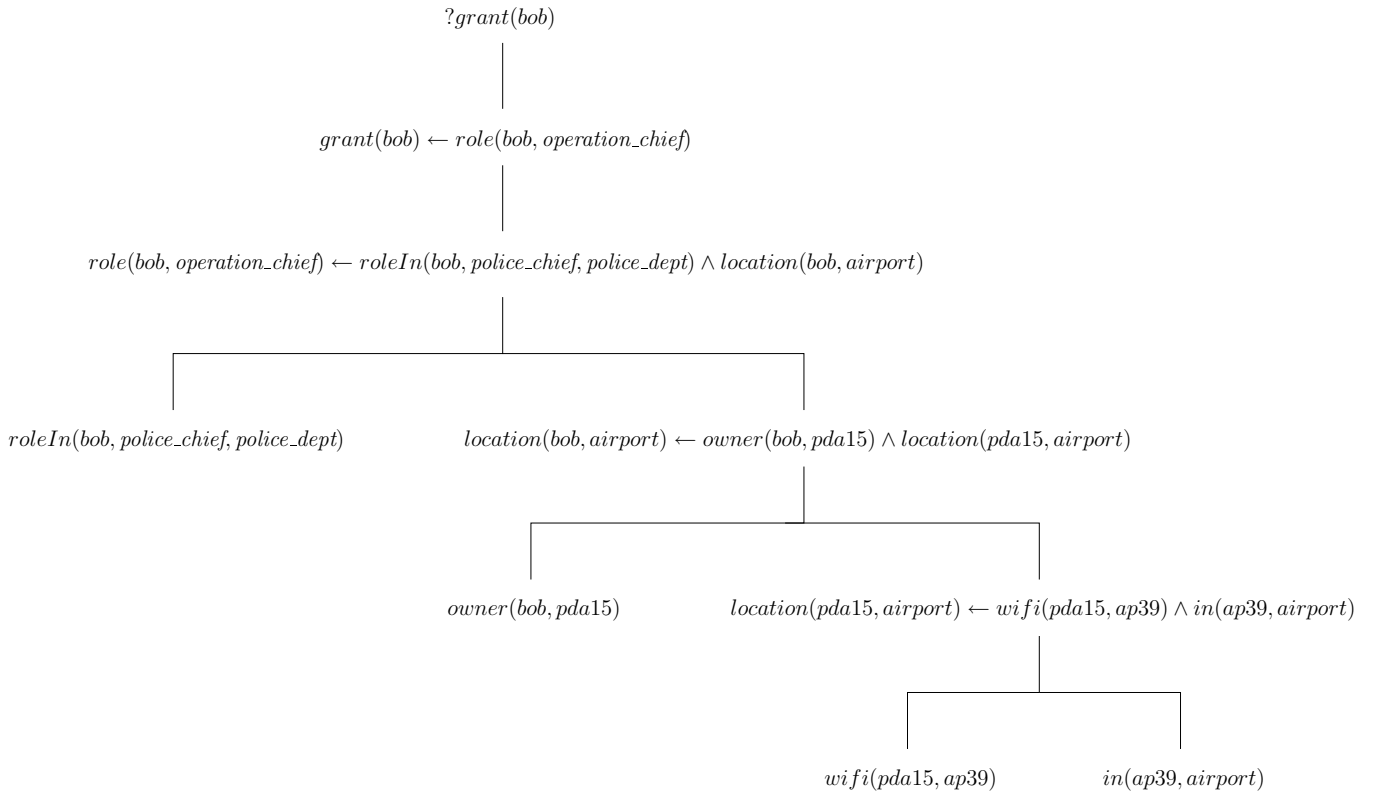 ?grant(bob)
grant(bob) ← role(bob, operation_chief)
role(bob, operation_chief) ← roleIn(bob, police_chief, police_dept) ∧ location(bob, airport)
roleIn(bob, police_chief, police_dept)
location(bob, airport) ← owner(bob, pda15) ∧ location(pda15, airport)
owner(bob, pda15)
location(pda15, airport) ← wifi(pda15, ap39) ∧ in(ap39, airport)
wifi(pda15, ap39)
in(ap39, airport)